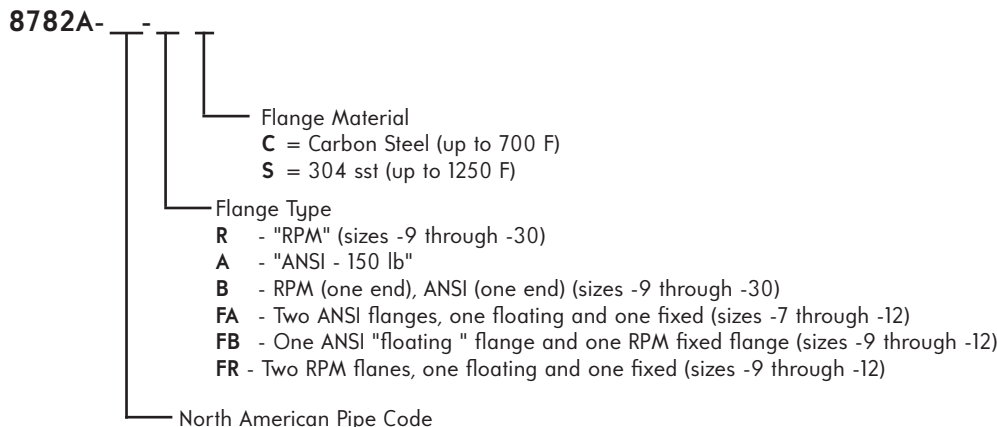 8782A- __ - __ __
Flange Material
C = Carbon Steel (up to 700 F)
S = 304 sst (up to 1250 F)
Flange Type
R - "RPM" (sizes -9 through -30)
A - "ANSI - 150 lb"
B - RPM (one end), ANSI (one end) (sizes -9 through -30)
FA - Two ANSI flanges, one floating and one fixed (sizes -7 through -12)
FB - One ANSI "floating " flange and one RPM fixed flange (sizes -9 through -12)
FR - Two RPM flanes, one floating and one fixed (sizes -9 through -12)
North American Pipe Code